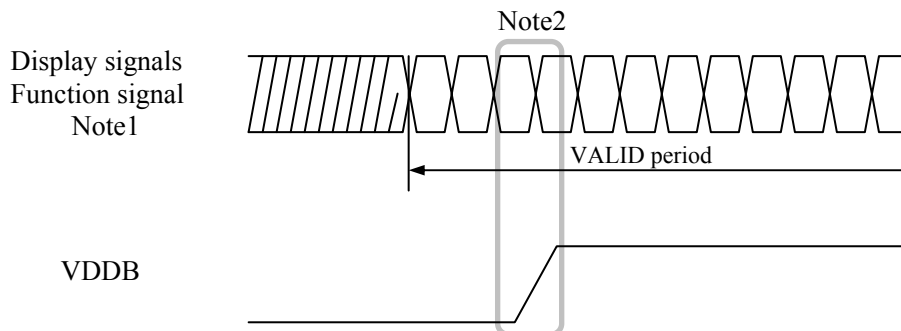 Note2
Display signals
Function signal
Note1
VALID period
VDDB